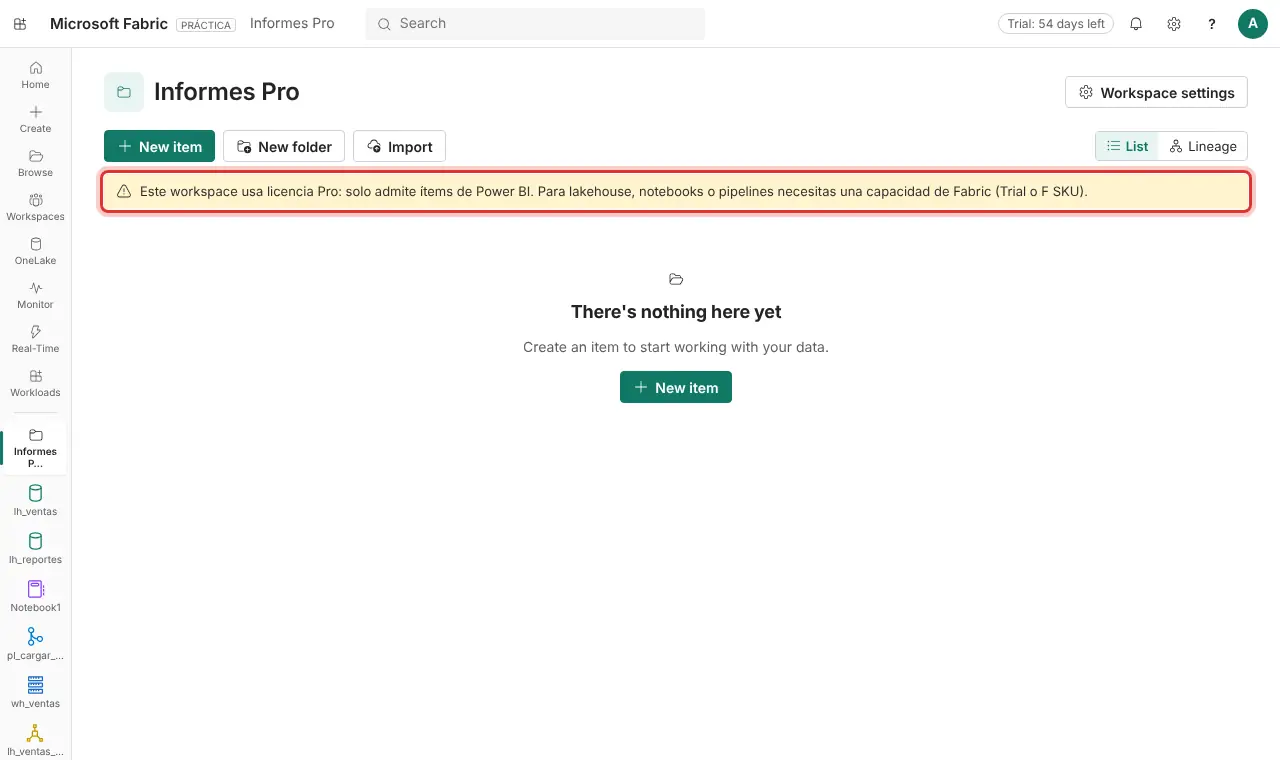 Microsoft Fabric PRÁCTICA Informes Pro Search Trial: 54 days left ? A
Home
Create
Browse
Workspaces
OneLake
Monitor
Real-Time
Workloads
Informes
P...
lh_ventas
lh_reportes
Notebook1
pl_cargar_...
wh_ventas
lh_ventas_...
Informes Pro
Workspace settings
New item New folder Import List Lineage
Este workspace usa licencia Pro: solo admite ítems de Power BI. Para lakehouse, notebooks o pipelines necesitas una capacidad de Fabric (Trial o F SKU).
There's nothing here yet
Create an item to start working with your data.
New item